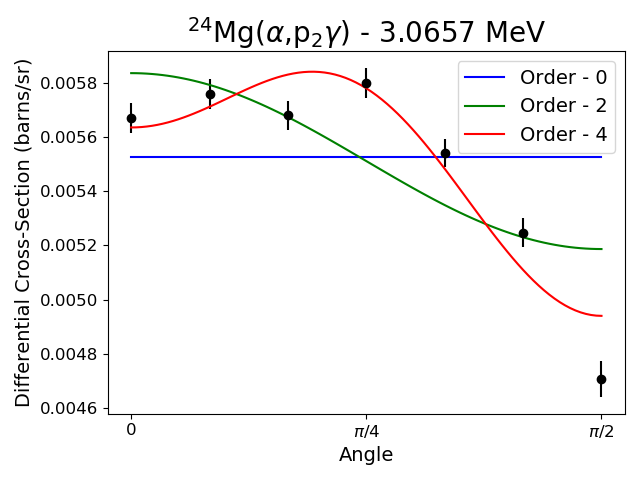 ²⁴Mg(α,p₂γ) - 3.0657 MeV
Differential Cross-Section (barns/sr)
0.0058
0.0056
0.0054
0.0052
0.0050
0.0048
0.0046
Order - 0
Order - 2
Order - 4
0
π/4
π/2
Angle